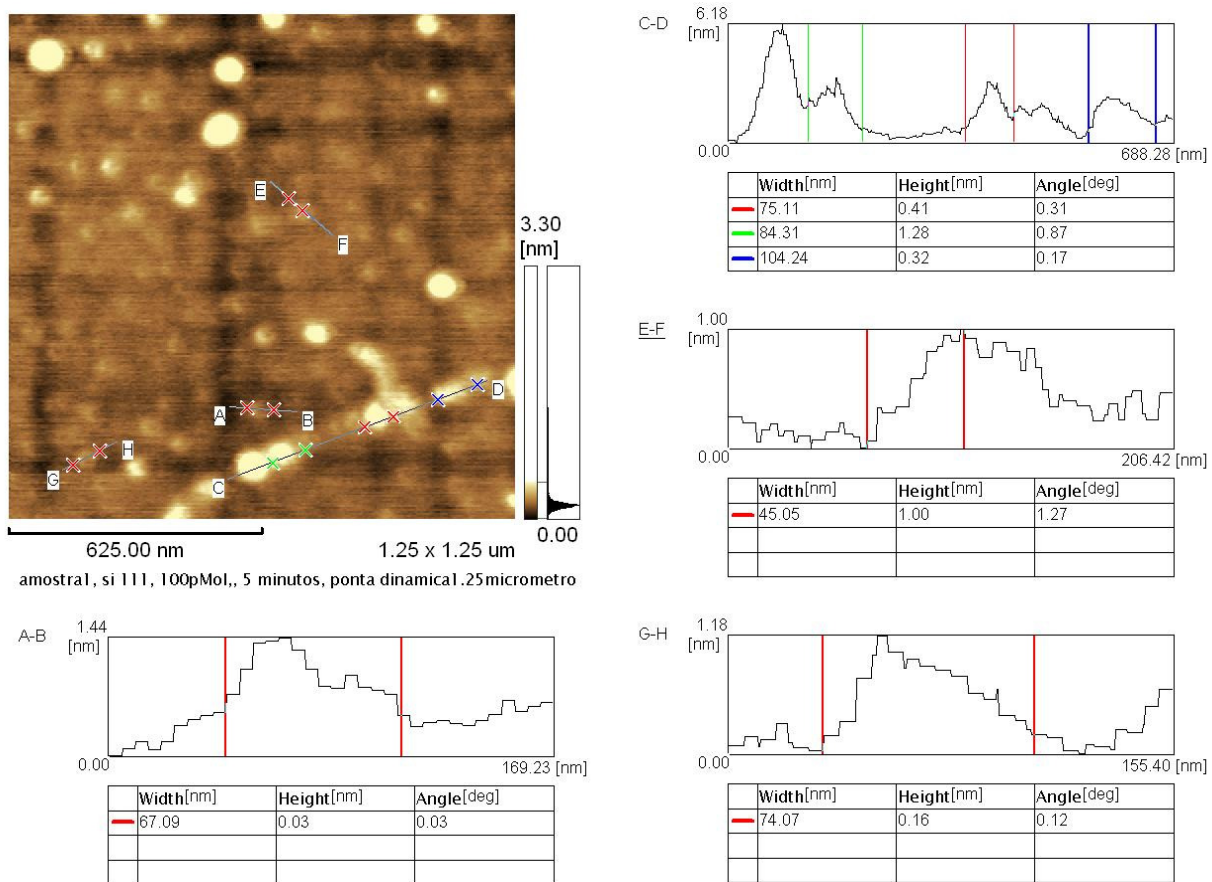 E
F
A
B
C
D
G
H
3.30
[nm]
0.00
625.00 nm
1.25 x 1.25 um
amostra1, si 111, 100pMol,, 5 minutos, ponta dinamica1.25micrometro
C-D
6.18
[nm]
0.00
688.28 [nm]
Width[nm] Height[nm] Angle[deg]
75.11 0.41 0.31
84.31 1.28 0.87
104.24 0.32 0.17
E-F
1.00
[nm]
0.00
206.42 [nm]
Width[nm] Height[nm] Angle[deg]
45.05 1.00 1.27
A-B
1.44
[nm]
0.00
169.23 [nm]
Width[nm] Height[nm] Angle[deg]
67.09 0.03 0.03
G-H
1.18
[nm]
0.00
155.40 [nm]
Width[nm] Height[nm] Angle[deg]
74.07 0.16 0.12